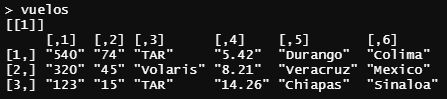 > vuelos
[[1]]
     [,1]  [,2] [,3]      [,4]    [,5]       [,6]
[1,] "540" "74" "TAR"     "5.42"  "Durango"  "Colima"
[2,] "320" "45" "Volaris" "8.21"  "Veracruz" "Mexico"
[3,] "123" "15" "TAR"     "14.26" "Chiapas"  "Sinaloa"